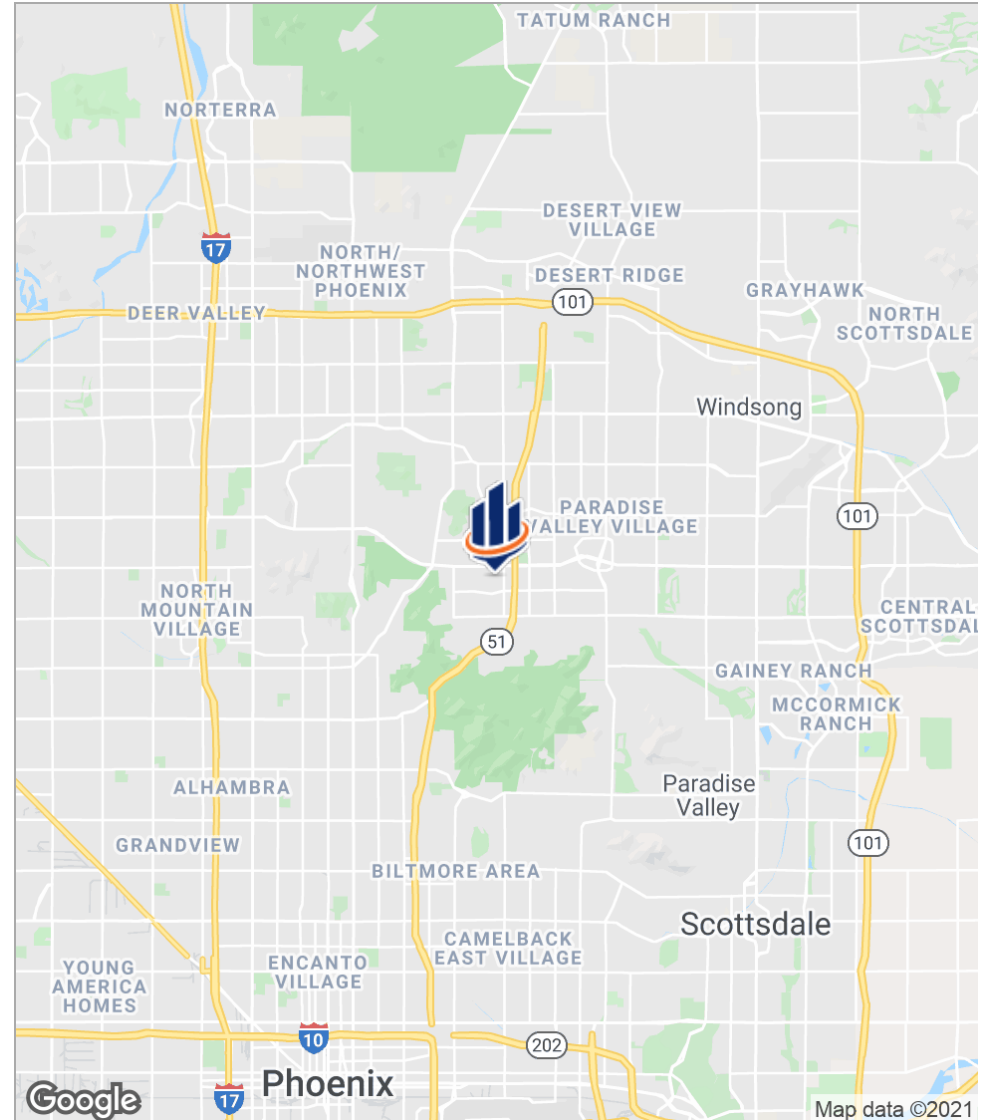 TATUM RANCH
NORTERRA
DESERT VIEW
VILLAGE
17
NORTH/
NORTHWEST
PHOENIX
DESERT RIDGE
101
GRAYHAWK
DEER VALLEY
NORTH
SCOTTSDALE
Windsong
PARADISE
VALLEY VILLAGE
101
NORTH
MOUNTAIN
VILLAGE
CENTRAL
SCOTTSDAL
51
GAINEY RANCH
MCCORMICK
RANCH
ALHAMBRA
Paradise
Valley
GRANDVIEW
101
BILTMORE AREA
Scottsdale
CAMELBACK
EAST VILLAGE
YOUNG
AMERICA
HOMES
ENCANTO
VILLAGE
10
202
Phoenix
Google
17
Map data ©2021